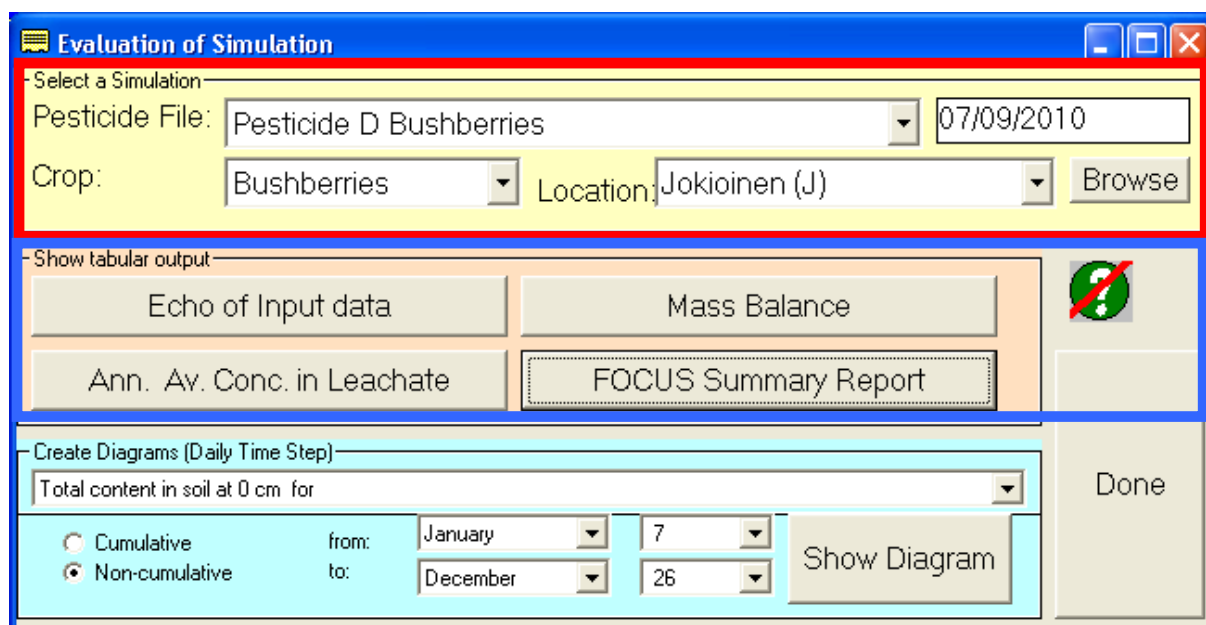 Evaluation of Simulation
Select a Simulation
Pesticide File: Pesticide D Bushberries 07/09/2010
Crop: Bushberries Location: Jokioinen (J) Browse
Show tabular output
Echo of Input data Mass Balance
?
Ann. Av. Conc. in Leachate FOCUS Summary Report
Create Diagrams (Daily Time Step)
Total content in soil at 0 cm for
Done
Cumulative from: January 7
Non-cumulative to: December 26
Show Diagram